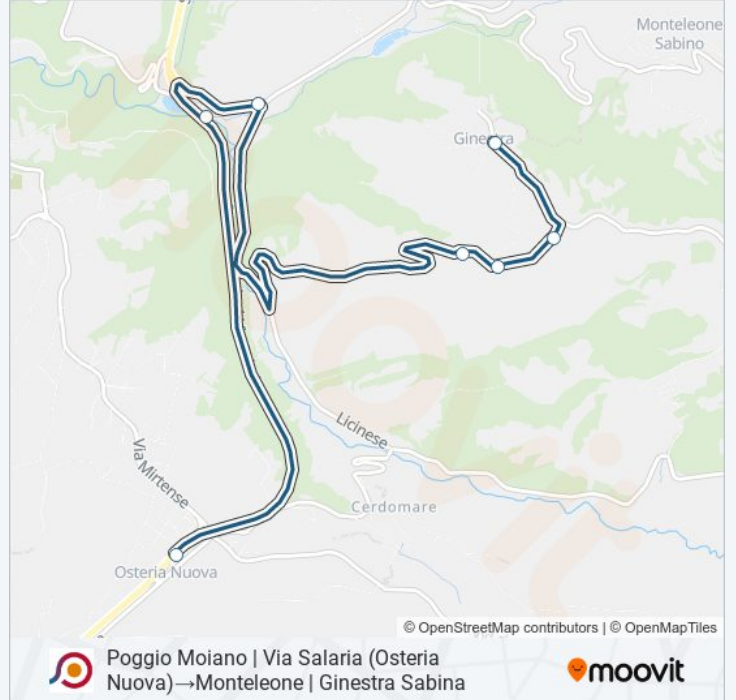 Monteleone
Sabino
Ginestra
Licinese
Via Mirtense
Cerdomare
Osteria Nuova
© OpenStreetMap contributors | © OpenMapTiles
Poggio Moiano | Via Salaria (Osteria
Nuova)→Monteleone | Ginestra Sabina
moovit